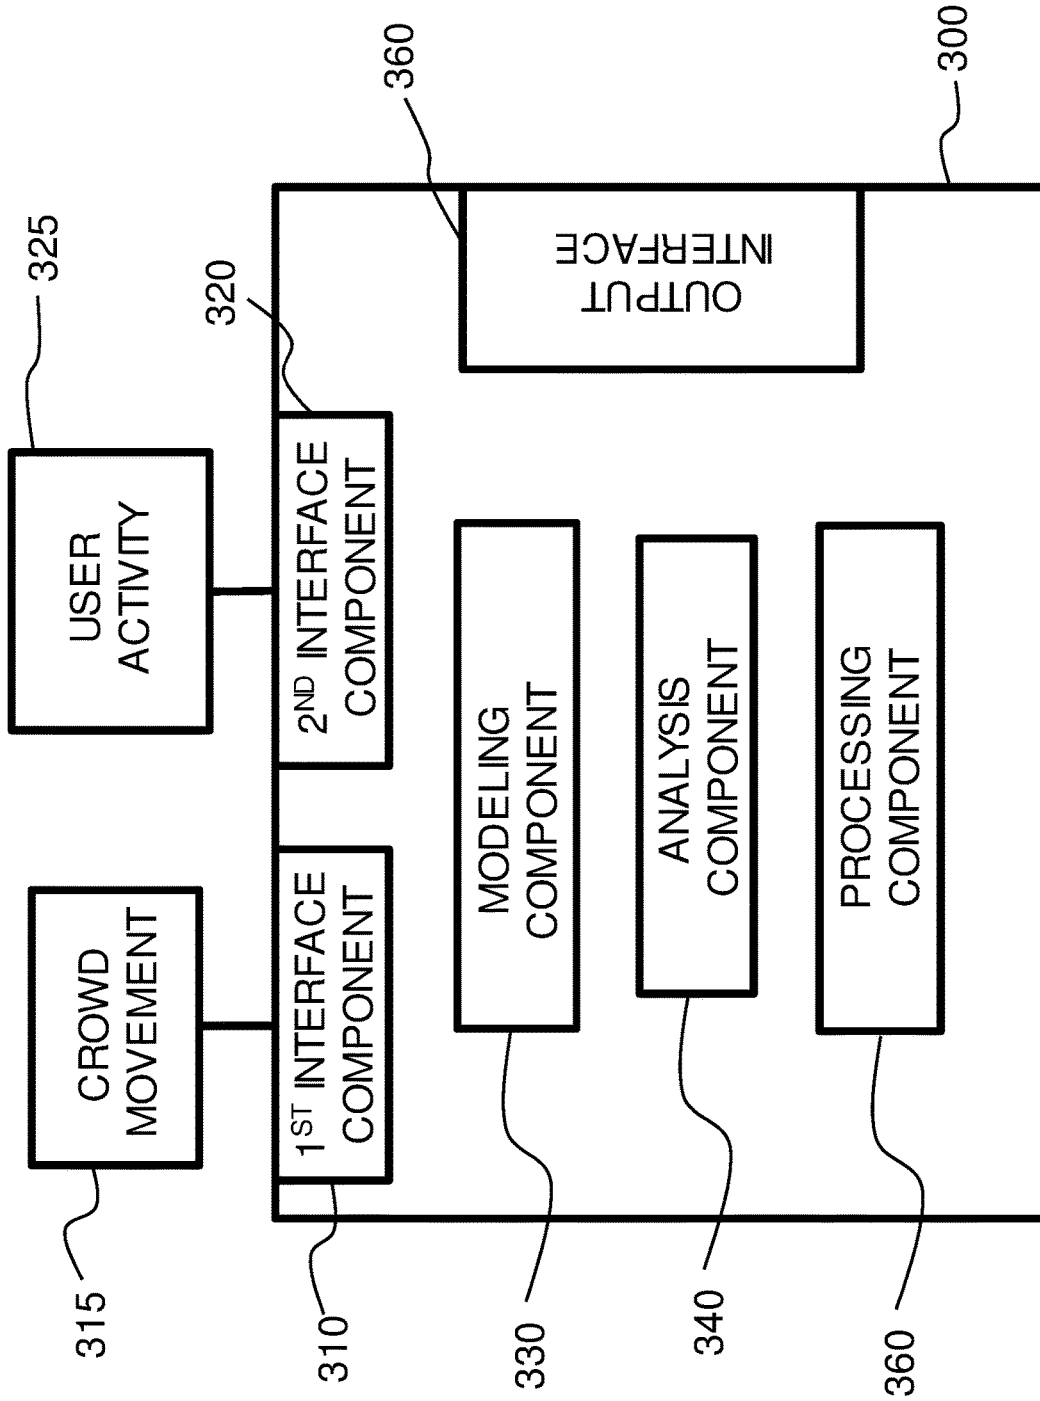 315
CROWD
MOVEMENT
325
USER
ACTIVITY
310
1ST INTERFACE
COMPONENT
320
2ND INTERFACE
COMPONENT
330
MODELING
COMPONENT
340
ANALYSIS
COMPONENT
360
PROCESSING
COMPONENT
360
OUTPUT
INTERFACE
300